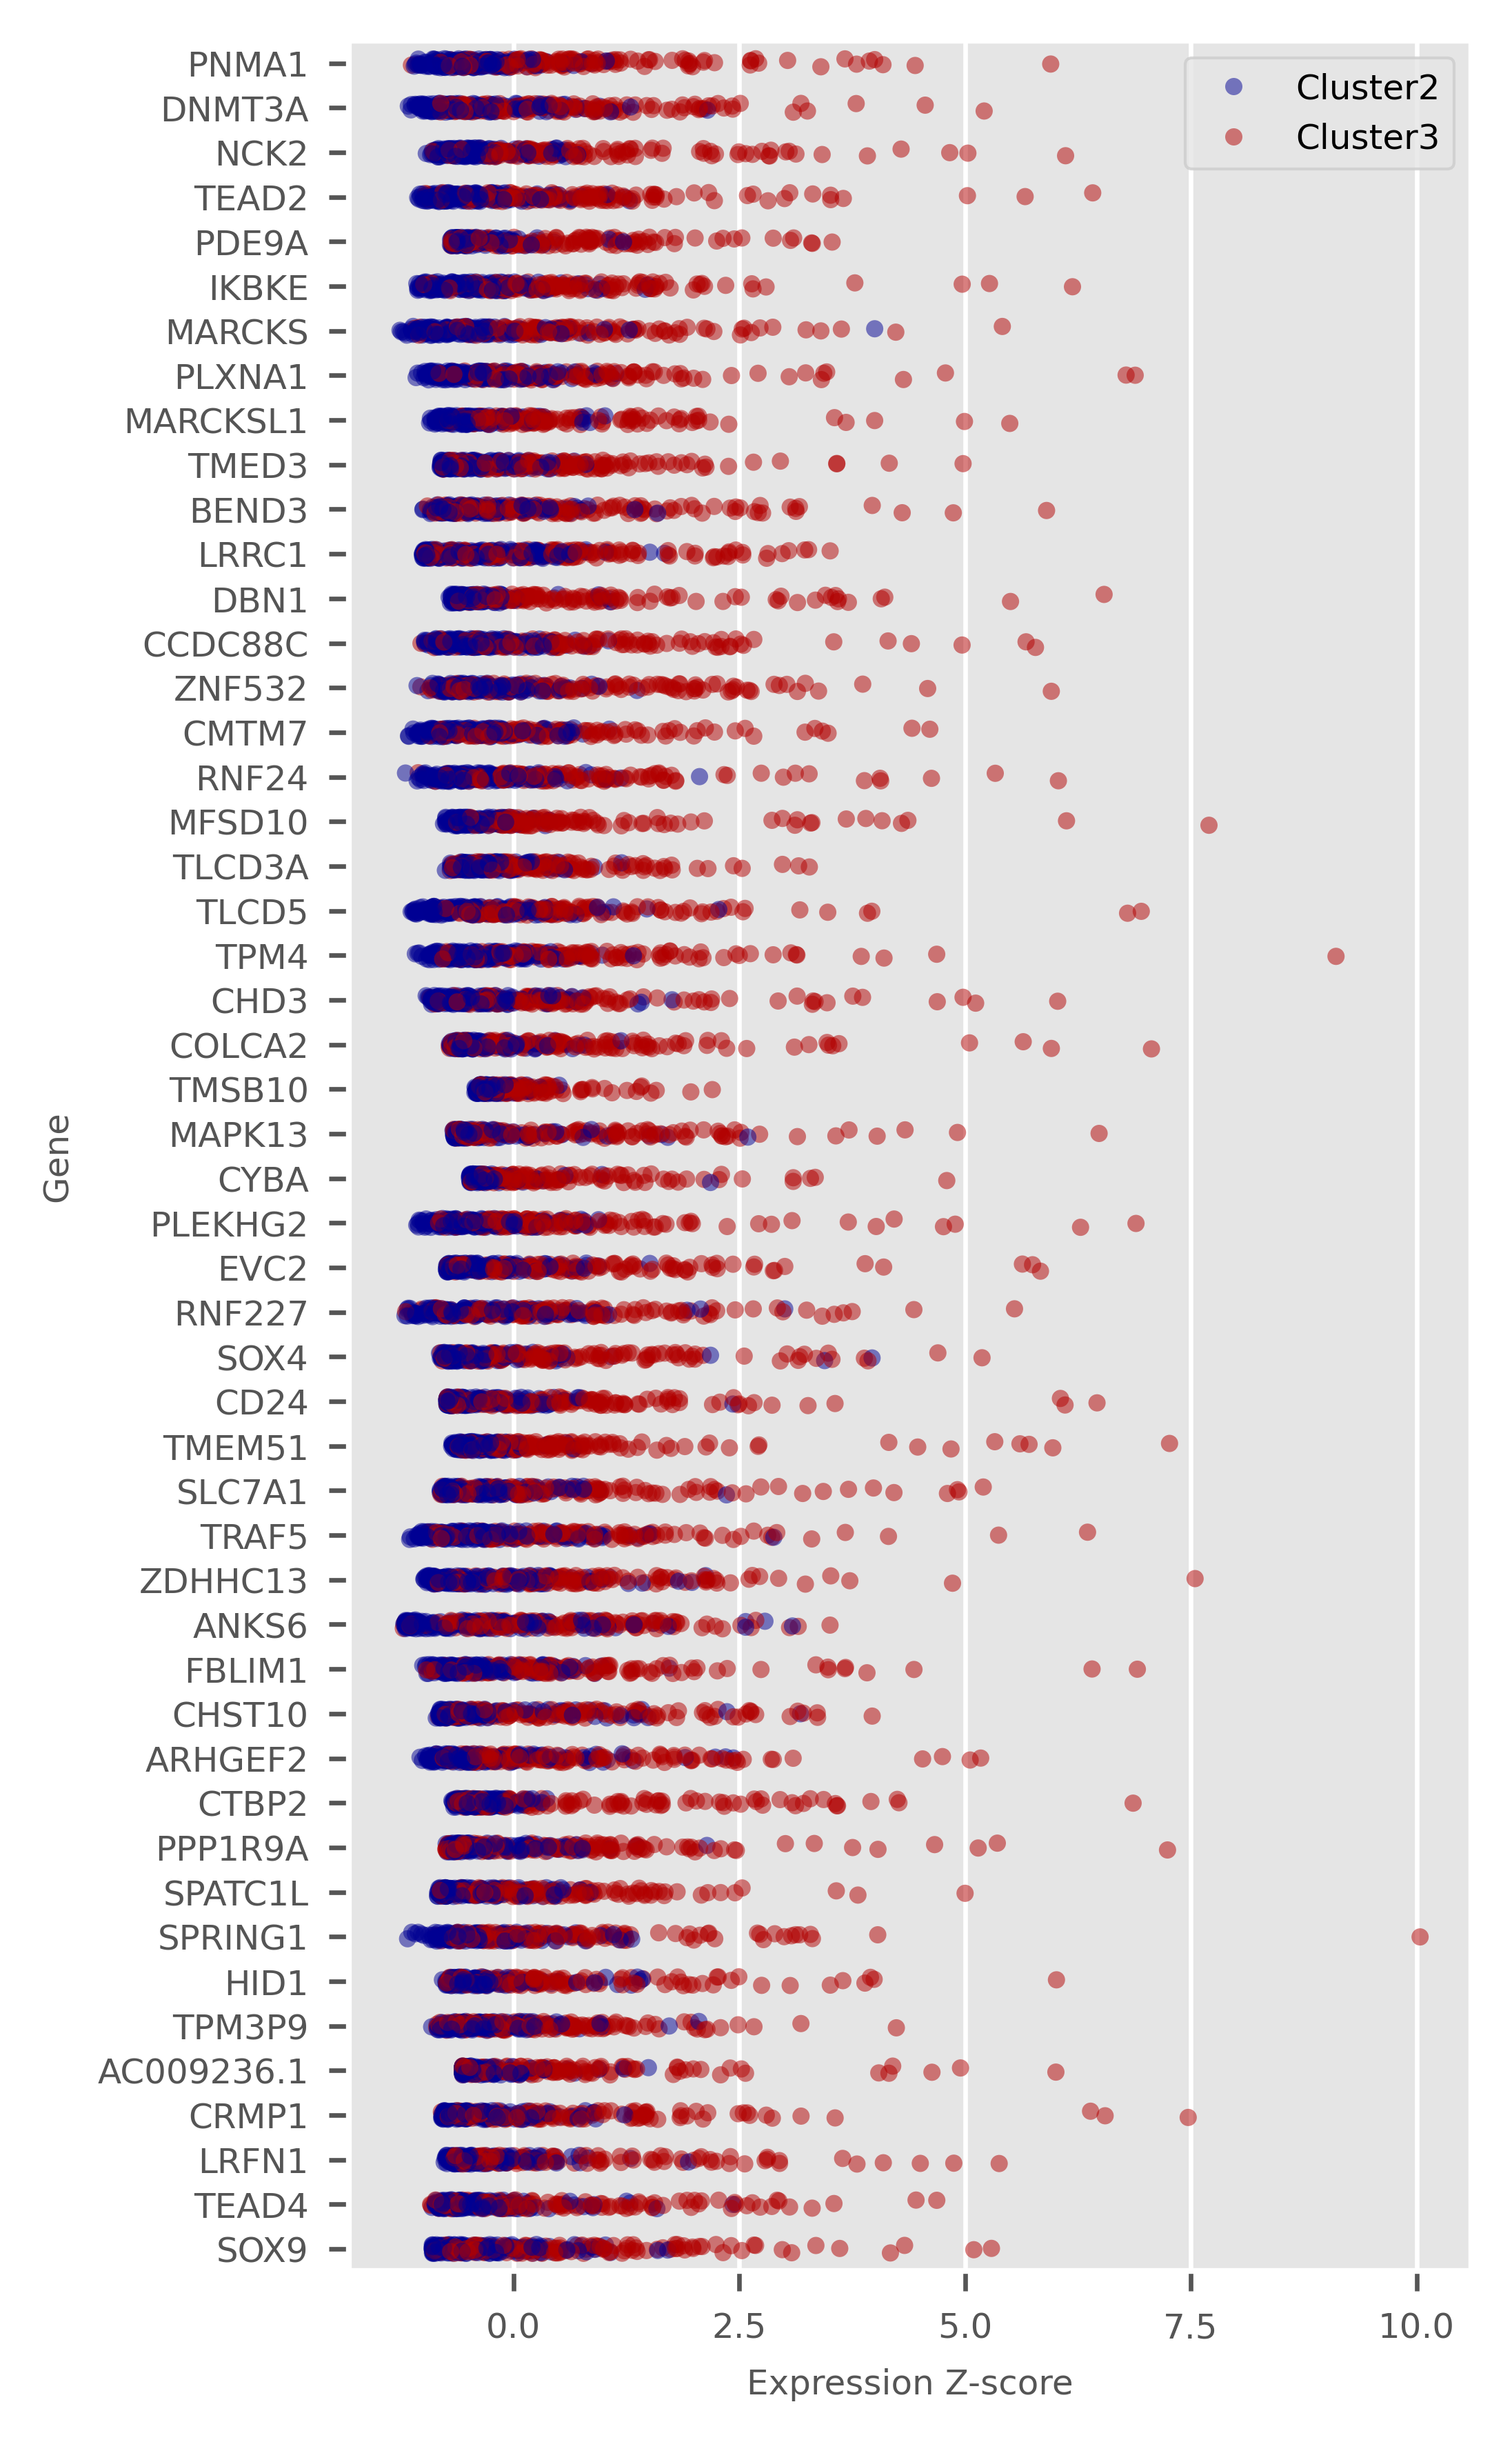 PNMA1
DNMT3A
NCK2
TEAD2
PDE9A
IKBKE
MARCKS
PLXNA1
MARCKSL1
TMED3
BEND3
LRRC1
DBN1
CCDC88C
ZNF532
CMTM7
RNF24
MFSD10
TLCD3A
TLCD5
TPM4
CHD3
COLCA2
TMSB10
MAPK13
CYBA
PLEKHG2
EVC2
RNF227
SOX4
CD24
TMEM51
SLC7A1
TRAF5
ZDHHC13
ANKS6
FBLIM1
CHST10
ARHGEF2
CTBP2
PPP1R9A
SPATC1L
SPRING1
HID1
TPM3P9
AC009236.1
CRMP1
LRFN1
TEAD4
SOX9
Gene
Cluster2
Cluster3
0.0 2.5 5.0 7.5 10.0
Expression Z-score